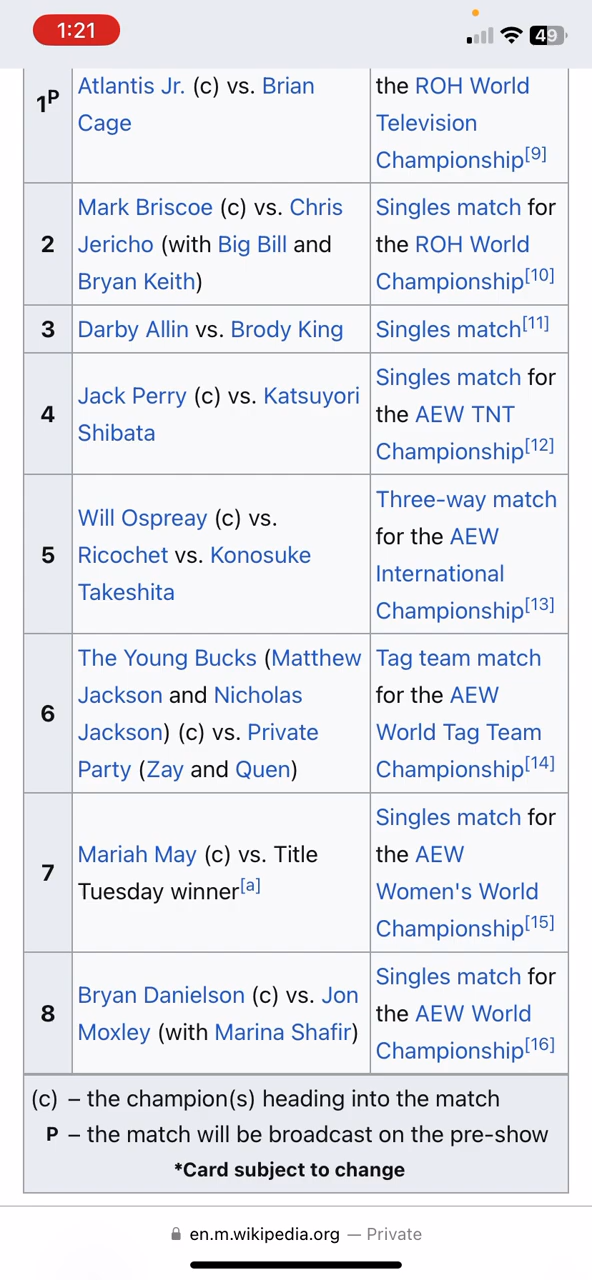 1:21
49
1P
Atlantis Jr. (c) vs. Brian
Cage
the ROH World
Television
Championship[9]
2
Mark Briscoe (c) vs. Chris
Jericho (with Big Bill and
Bryan Keith)
Singles match for
the ROH World
Championship[10]
3
Darby Allin vs. Brody King
Singles match[11]
4
Jack Perry (c) vs. Katsuyori
Shibata
Singles match for
the AEW TNT
Championship[12]
5
Will Ospreay (c) vs.
Ricochet vs. Konosuke
Takeshita
Three-way match
for the AEW
International
Championship[13]
6
The Young Bucks (Matthew
Jackson and Nicholas
Jackson) (c) vs. Private
Party (Zay and Quen)
Tag team match
for the AEW
World Tag Team
Championship[14]
7
Mariah May (c) vs. Title
Tuesday winner[a]
Singles match for
the AEW
Women's World
Championship[15]
8
Bryan Danielson (c) vs. Jon
Moxley (with Marina Shafir)
Singles match for
the AEW World
Championship[16]
(c) – the champion(s) heading into the match
P – the match will be broadcast on the pre-show
*Card subject to change
en.m.wikipedia.org — Private